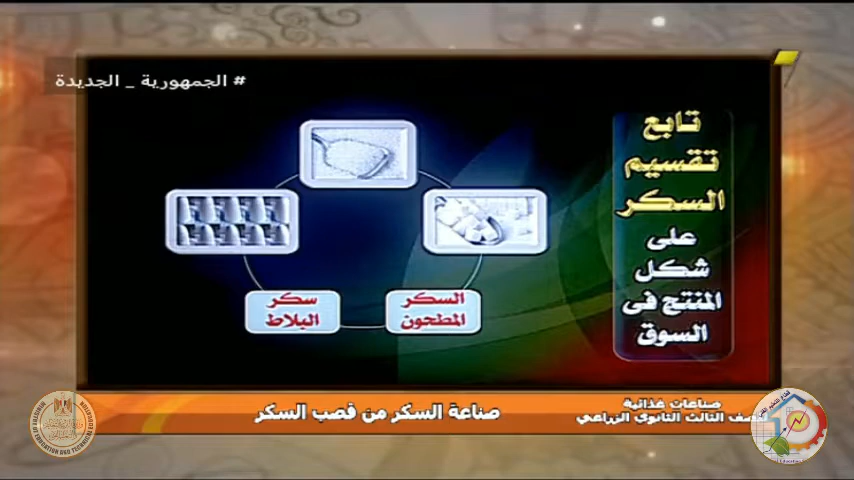 # الجمهورية _ الجديدة
تابع
تقسيم
السكر
على
شكل
المنتج فى
السوق
السكر
المطحون
سكر
البلاط
صناعات غذائية
الصف الثالث الثانوي الزراعي
صناعة السكر من قصب السكر